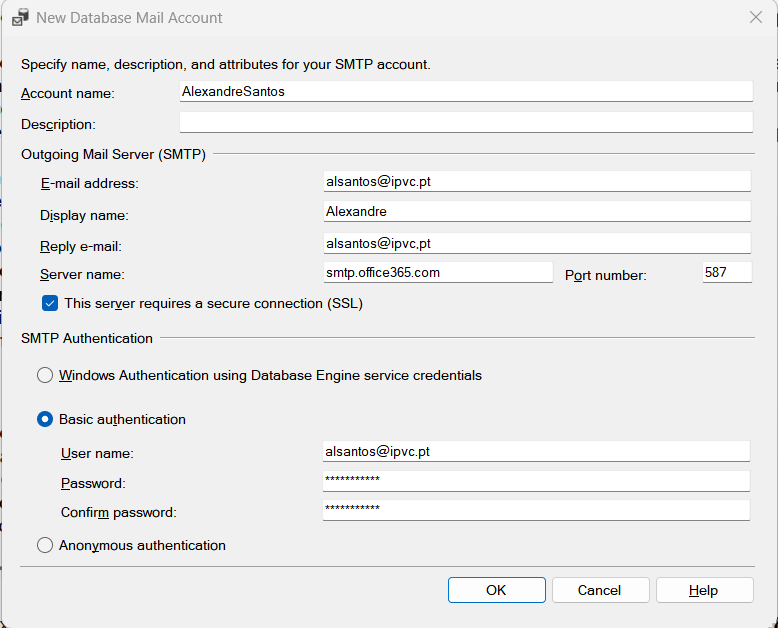 New Database Mail Account
Specify name, description, and attributes for your SMTP account.
Account name: AlexandreSantos
Description:
Outgoing Mail Server (SMTP)
E-mail address: alsantos@ipvc.pt
Display name: Alexandre
Reply e-mail: alsantos@ipvc,pt
Server name: smtp.office365.com Port number: 587
This server requires a secure connection (SSL)
SMTP Authentication
Windows Authentication using Database Engine service credentials
Basic authentication
User name: alsantos@ipvc.pt
Password: ***********
Confirm password: ***********
Anonymous authentication
OK Cancel Help